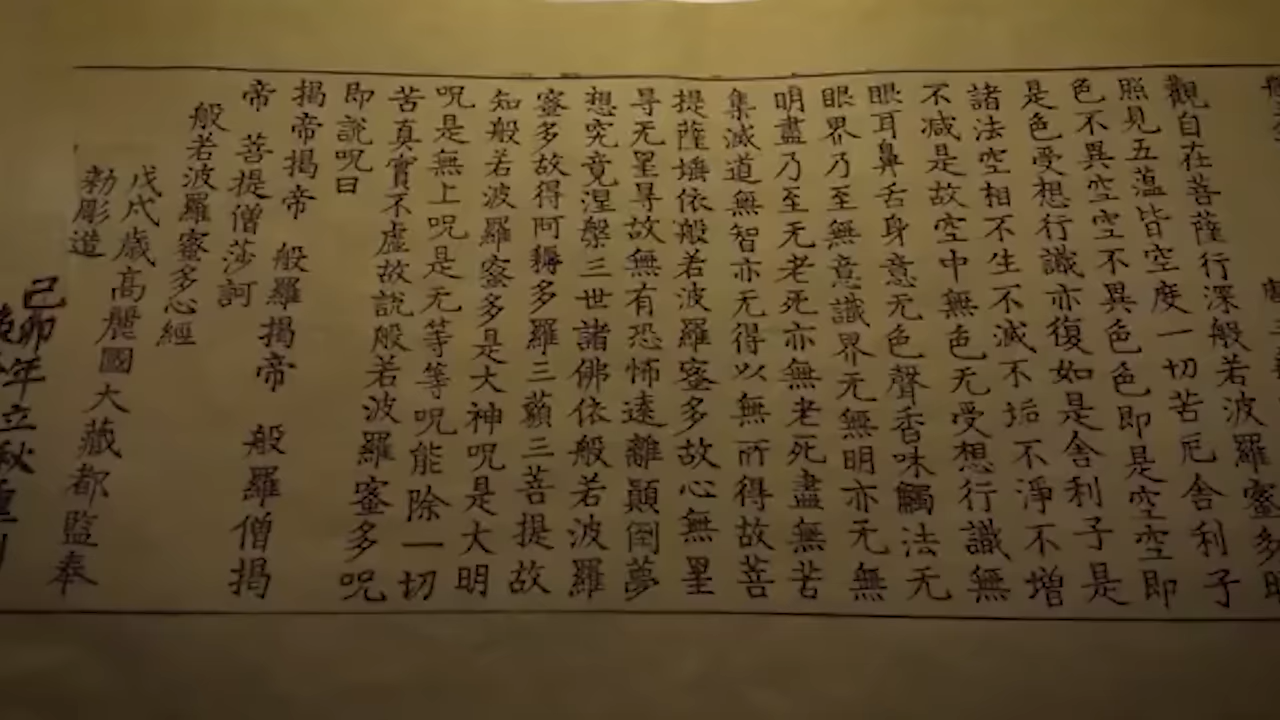 觀自在菩薩行深般若波羅蜜多時
照見五蘊皆空度一切苦厄舍利子
色不異空空不異色色即是空空即
是色受想行識亦復如是舍利子是
諸法空相不生不滅不垢不淨不增
不减是故空中無色无受想行識無
眼耳鼻舌身意无色聲香味觸法无
眼界乃至無意識界无無明亦无無
明盡乃至无老死亦無老死盡無苦
集滅道無智亦无得以無所得故菩
提薩埵依般若波羅蜜多故心無罣
㝵无罣㝵故無有恐怖遠離顚倒夢
想究竟涅槃三世諸佛依般若波羅
蜜多故得阿耨多羅三藐三菩提故
知般若波羅蜜多是大神呪是大明
呪是無上呪是无等等呪能除一切
苦真實不虛故說般若波羅蜜多呪
即說呪曰
揭帝揭帝 般羅揭帝 般羅僧揭
帝 菩提僧莎訶
般若波羅蜜多心經
戊戌歲高麗國大藏都監奉
勑彫造
己卯年立秋